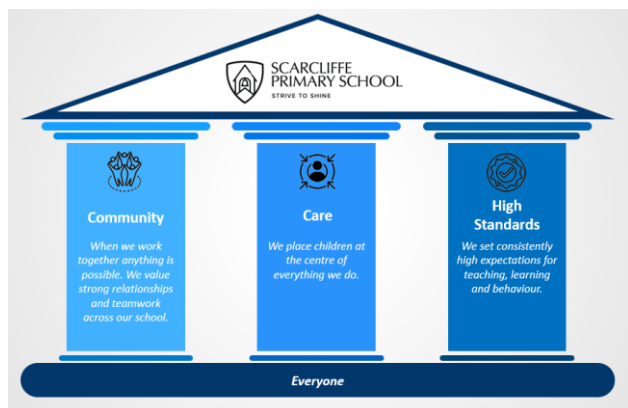 SCARCLIFFE
PRIMARY SCHOOL
STRIVE TO SHINE
Community
When we work
together anything is
possible. We value
strong relationships
and teamwork
across our school.
Care
We place children at
the centre of
everything we do.
High
Standards
We set consistently
high expectations for
teaching, learning
and behaviour.
Everyone